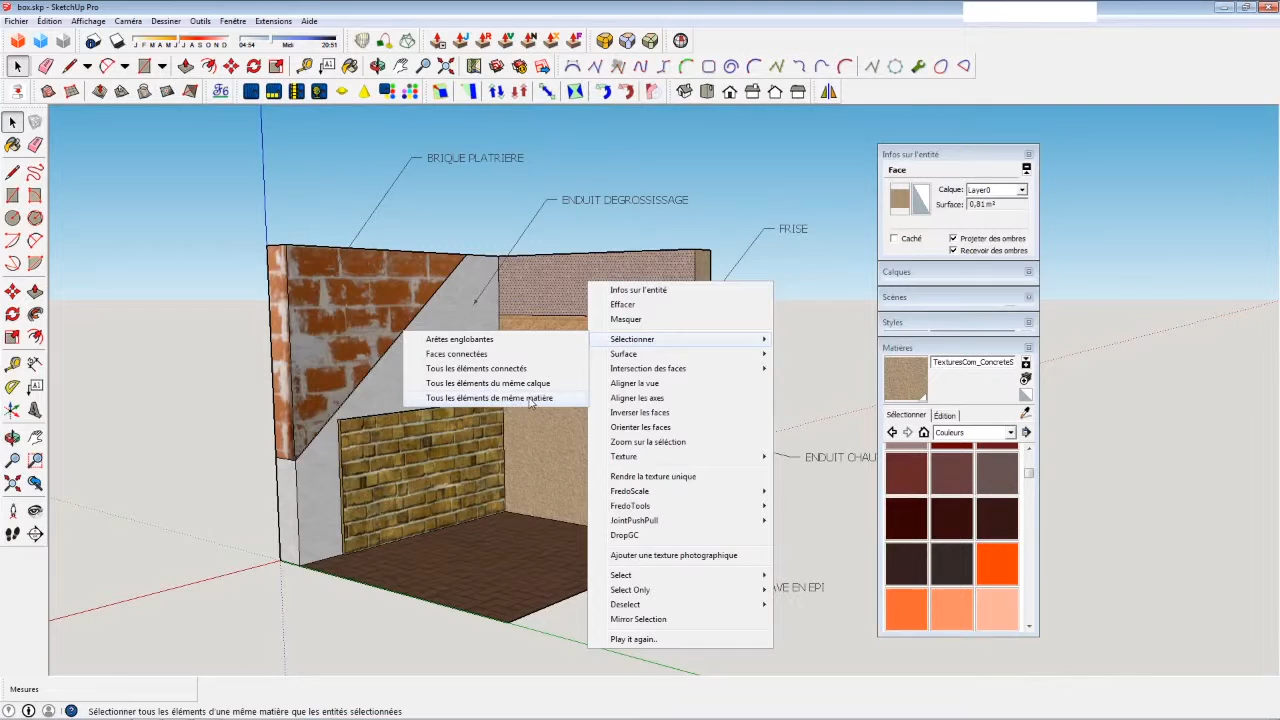 box.skp - SketchUp Pro
Fichier Édition Affichage Caméra Dessiner Outils Fenêtre Extensions Aide
J F M A M J J A S O N D 04:54 Midi 20:51
BRIQUE PLATRIERE
ENDUIT DEGROSSISSAGE
FRISE
Infos sur l'entité
Face
Calque: Layer0
Surface: 0,81 m²
Caché Projeter des ombres
Recevoir des ombres
Calques
Scènes
Styles
Matières
TexturesCom_ConcreteS
Sélectionner Édition
Couleurs
Infos sur l'entité
Effacer
Masquer
Sélectionner
Surface
Intersection des faces
Aligner la vue
Aligner les axes
Inverser les faces
Orienter les faces
Zoom sur la séléction
Texture
Rendre la texture unique
FredoScale
FredoTools
JointPushPull
DropGC
Ajouter une texture photographique
Select
Select Only
Deselect
Mirror Selection
Play it again..
Arêtes englobantes
Faces connectées
Tous les éléments connectés
Tous les éléments du même calque
Tous les éléments de même matière
ENDUIT CHAU
AVE EN EPI
Mesures
Sélectionner tous les éléments d'une même matière que les entités sélectionnées